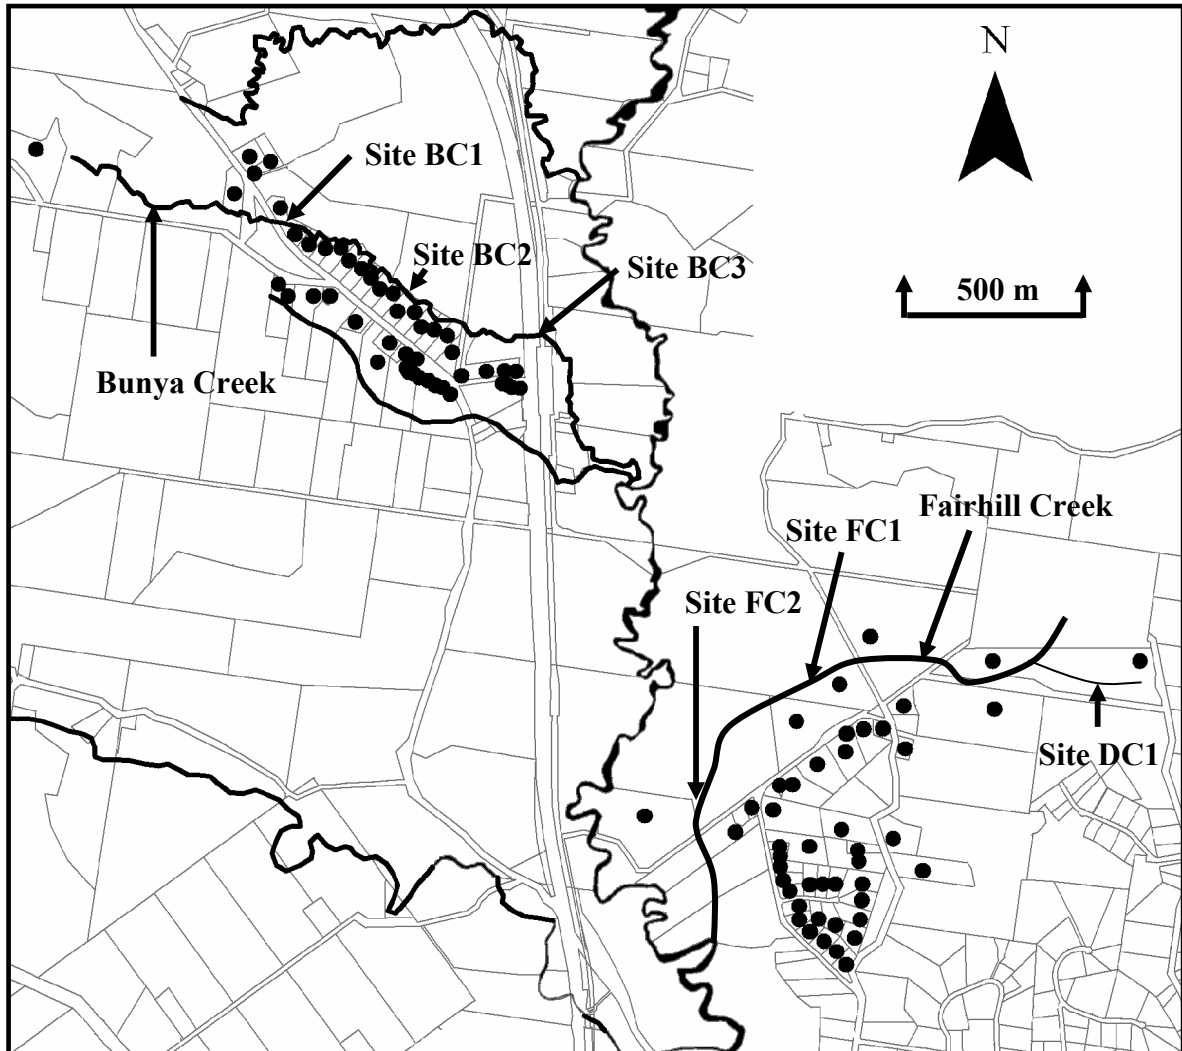 N
Site BC1
Site BC2
Site BC3
500 m
Bunya Creek
Fairhill Creek
Site FC1
Site FC2
Site DC1